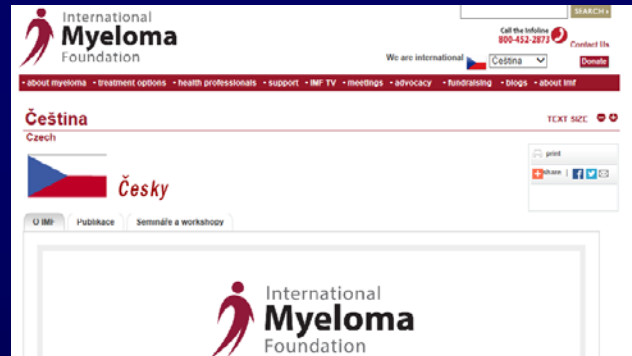 International
Myeloma
Foundation
SEARCH
Call the Infoline
800-452-2873
Contact Us
We are international
Čeština
Donate
• about myeloma • treatment options • health professionals • support • IMF TV • meetings • advocacy • fundraising • blogs • about imf
Čeština
TEXT SIZE
Czech
print
share
Česky
O IMF Publikace Semináře a workshopy
International
Myeloma
Foundation